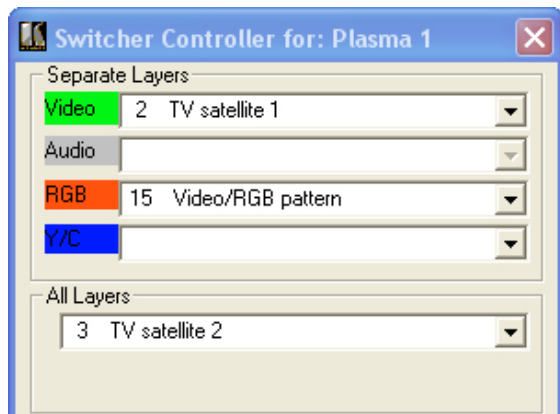 Switcher Controller for: Plasma 1
Separate Layers
Video 2 TV satellite 1
Audio
RGB 15 Video/RGB pattern
Y/C
All Layers
3 TV satellite 2